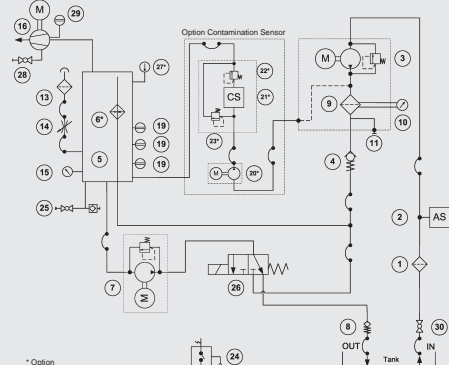 M
29
16
Option Contamination Sensor
28
27*
22*
M
3
13
6*
CS
21*
9
14
19
10
5
19
23*
11
15
19
M
20*
4
25
2
AS
7
M
26
1
8
30
OUT
IN
Tank
24
* Option